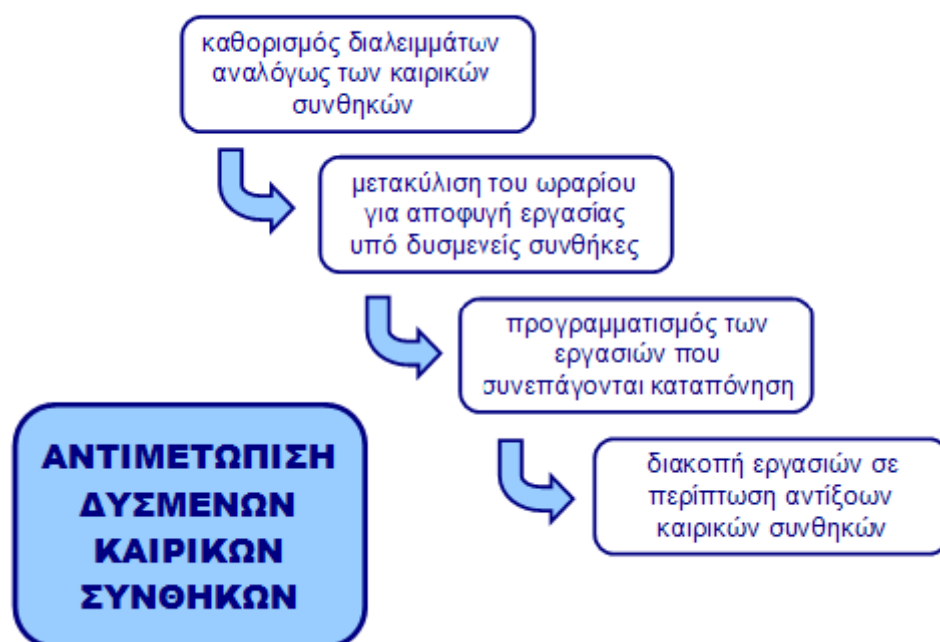 καθορισμός διαλειμμάτων
αναλόγως των καιρικών
συνθηκών
μετακύλιση του ωραρίου
για αποφυγή εργασίας
υπό δυσμενείς συνθήκες
προγραμματισμός των
εργασιών που
συνεπάγονται καταπόνηση
διακοπή εργασιών σε
περίπτωση αντίξοων
καιρικών συνθηκών
ΑΝΤΙΜΕΤΩΠΙΣΗ
ΔΥΣΜΕΝΩΝ
ΚΑΙΡΙΚΩΝ
ΣΥΝΘΗΚΩΝ